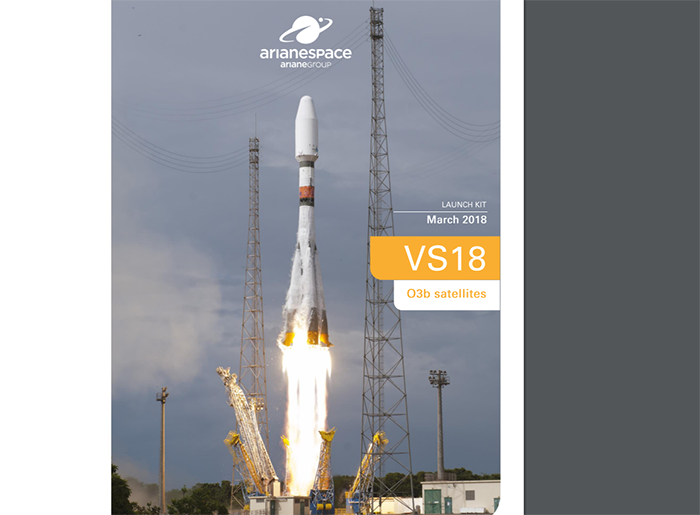 arianespace
arianeGROUP
LAUNCH KIT
March 2018
VS18
O3b satellites